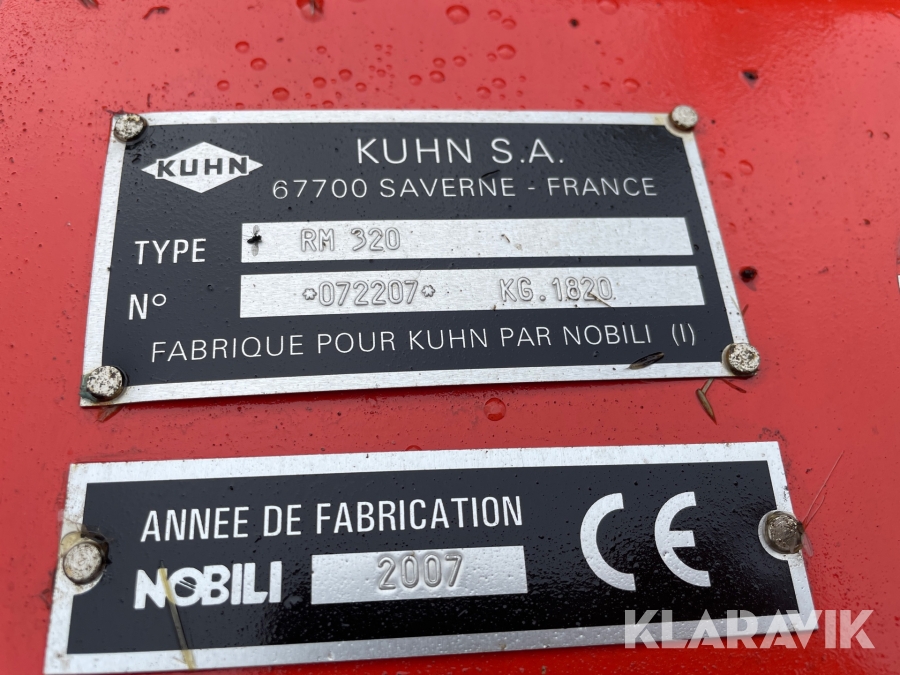 KUHN
KUHN S.A.
67700 SAVERNE - FRANCE
TYPE RM 320
N° *072207* KG.1820
FABRIQUE POUR KUHN PAR NOBILI (I)
ANNEE DE FABRICATION
NOBILI 2007
CE
KLARAVIK